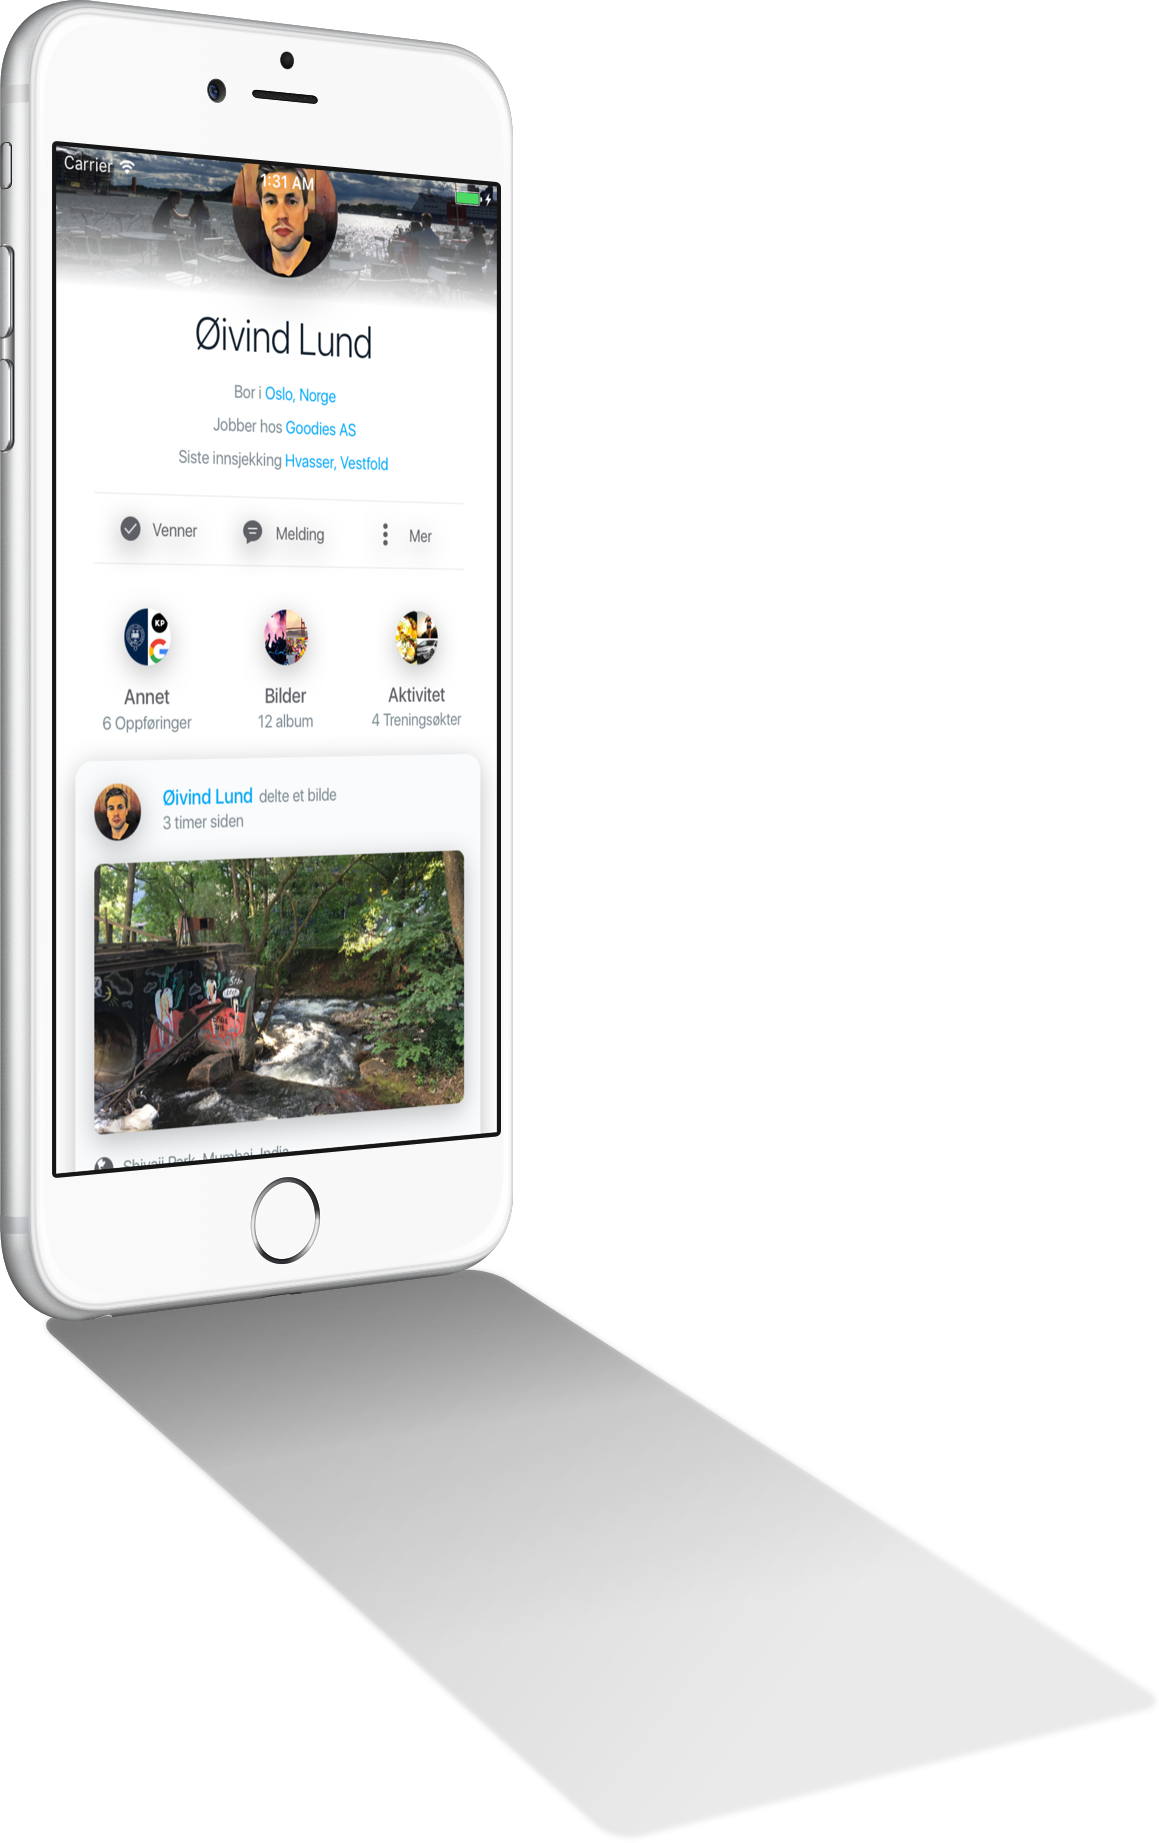 Carrier
1:31 AM
Øivind Lund
Bor i Oslo, Norge
Jobber hos Goodies AS
Siste innsjekking Hvasser, Vestfold
Venner Melding Mer
KP
G
Annet Bilder Aktivitet
6 Oppføringer 12 album 4 Treningsøkter
Øivind Lund delte et bilde
3 timer siden
Shivaji Park, Mumbai, India